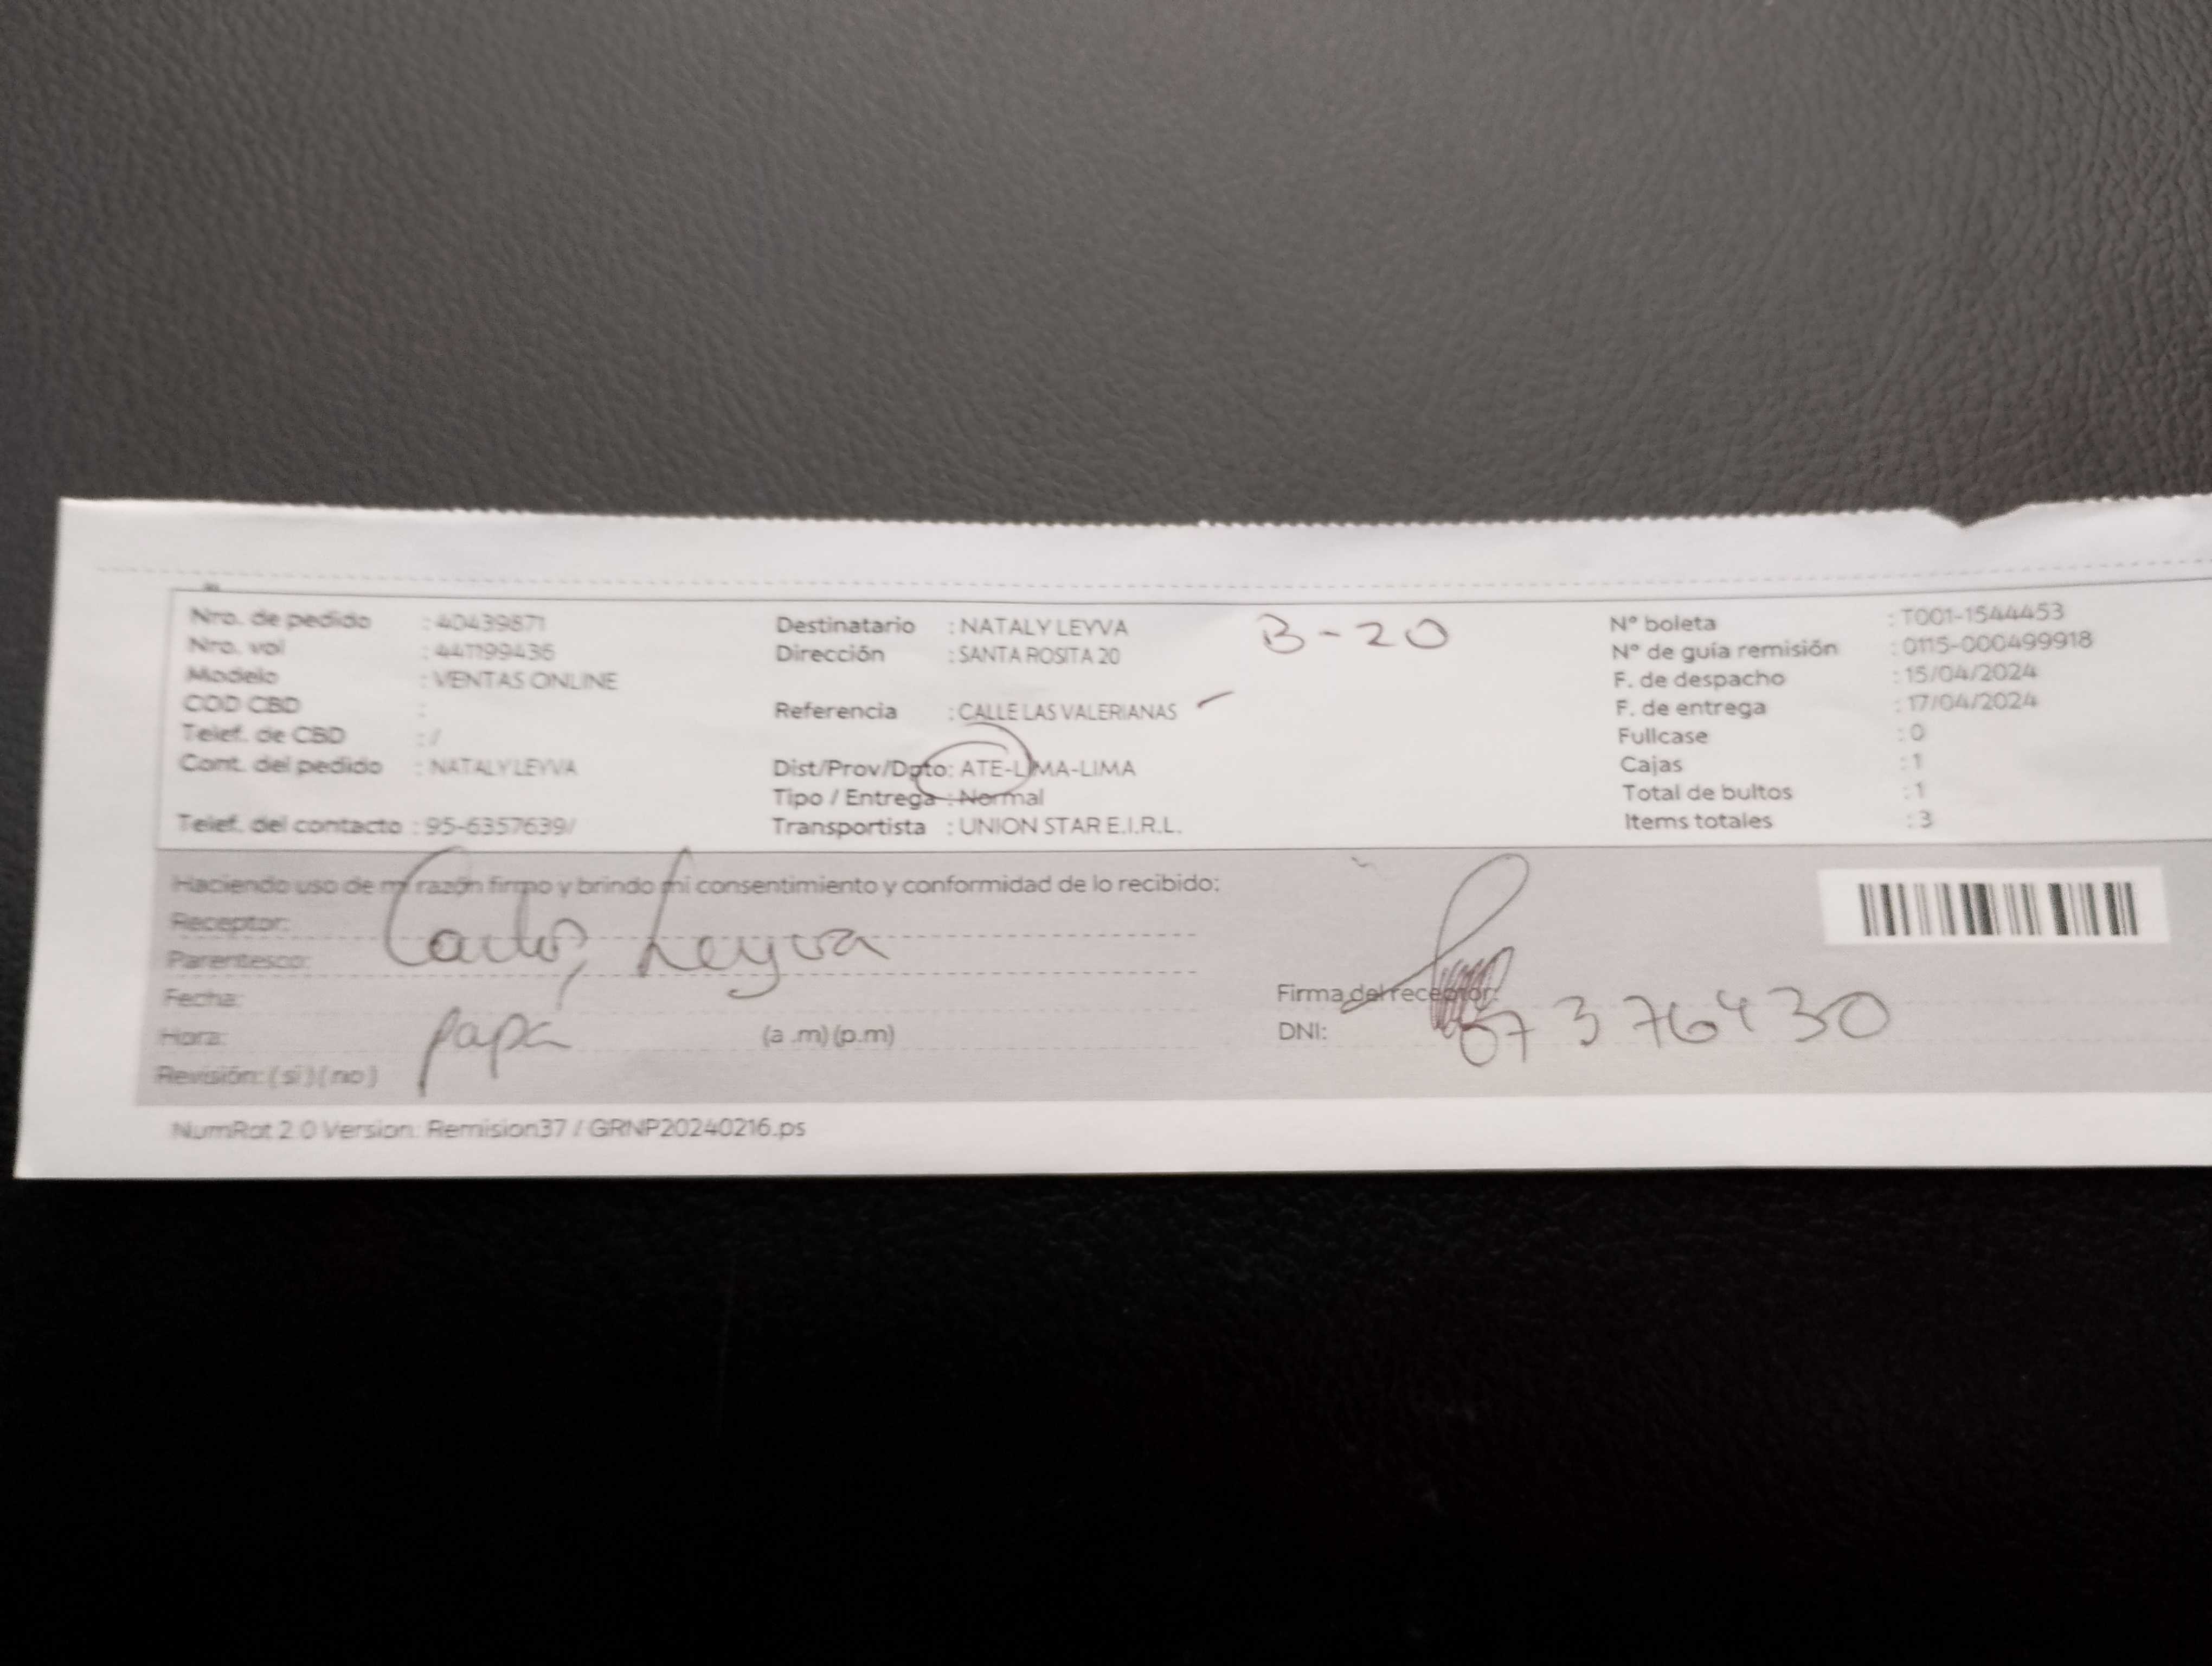 Nro. de pedido : 40439871
Nro. vol : 441199436
Modelo : VENTAS ONLINE
COD CBD :
Telef. de CBD : /
Cont. del pedido : NATALY LEYVA
Telef. del contacto : 95-6357639/
Destinatario : NATALY LEYVA
Dirección : SANTA ROSITA 20
B-20
Referencia : CALLE LAS VALERIANAS
Dist/Prov/Dpto: ATE-LIMA-LIMA
Tipo / Entrega : Normal
Transportista : UNION STAR E.I.R.L.
Nº boleta : T001-1544453
Nº de guía remisión : 0115-000499918
F. de despacho : 15/04/2024
F. de entrega : 17/04/2024
Fullcase : 0
Cajas : 1
Total de bultos : 1
Items totales : 3
Haciendo uso de mi razón firmo y brindo mi consentimiento y conformidad de lo recibido:
Receptor: Carlos Leyva
Parentesco:
Fecha:
Hora: papá (a .m) (p.m)
Revisión: ( si ) ( no )
Firma del receptor:
DNI: 07376430
NumRot 2.0 Version: Remision37 / GRNP20240216.ps